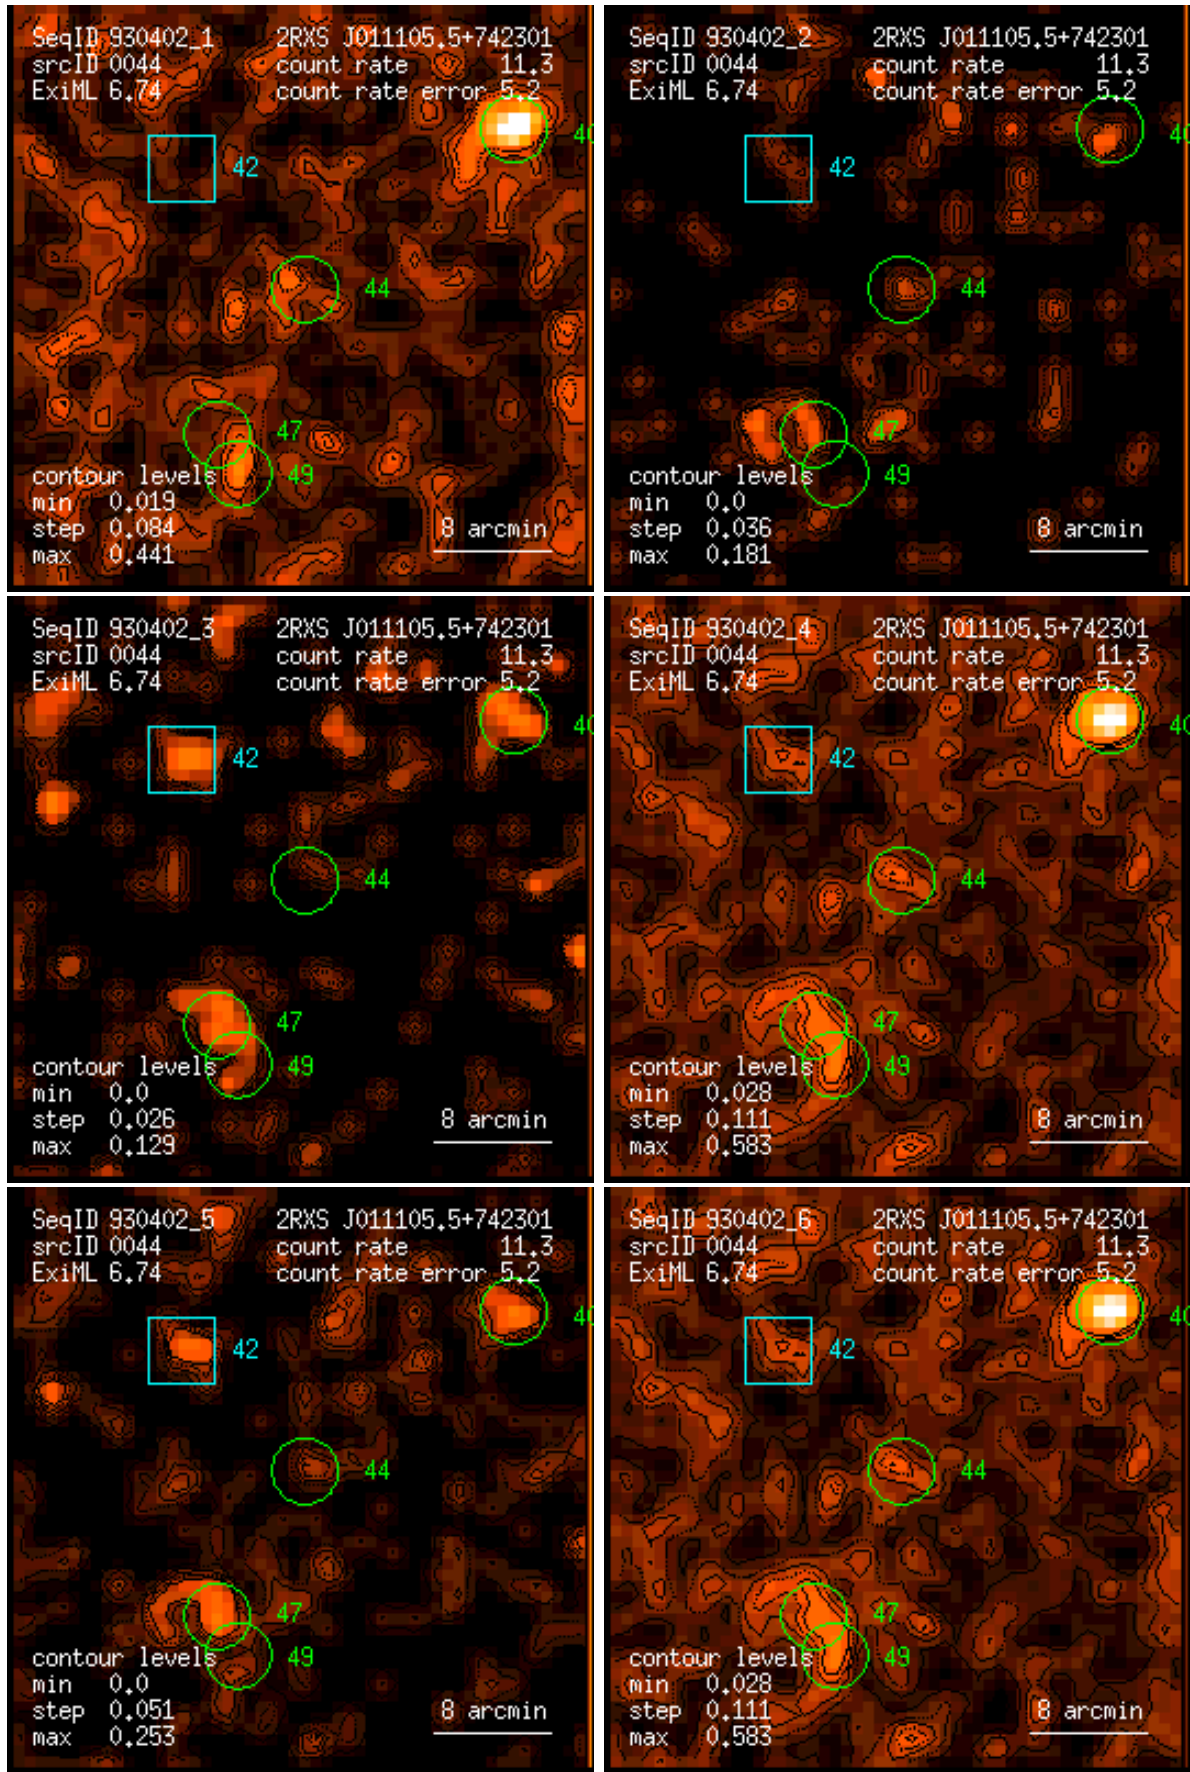 SeqID 930402_1 2RXS J011105.5+742301
srcID 0044 count rate 11.3
ExiML 6.74 count rate error 5.2
40
42
44
47
49
contour levels
min 0.019
step 0.084
max 0.441
8 arcmin
SeqID 930402_2 2RXS J011105.5+742301
srcID 0044 count rate 11.3
ExiML 6.74 count rate error 5.2
40
42
44
47
49
contour levels
min 0.0
step 0.036
max 0.181
8 arcmin
SeqID 930402_3 2RXS J011105.5+742301
srcID 0044 count rate 11.3
ExiML 6.74 count rate error 5.2
40
42
44
47
49
contour levels
min 0.0
step 0.026
max 0.129
8 arcmin
SeqID 930402_4 2RXS J011105.5+742301
srcID 0044 count rate 11.3
ExiML 6.74 count rate error 5.2
40
42
44
47
49
contour levels
min 0.028
step 0.111
max 0.583
8 arcmin
SeqID 930402_5 2RXS J011105.5+742301
srcID 0044 count rate 11.3
ExiML 6.74 count rate error 5.2
40
42
44
47
49
contour levels
min 0.0
step 0.051
max 0.253
8 arcmin
SeqID 930402_6 2RXS J011105.5+742301
srcID 0044 count rate 11.3
ExiML 6.74 count rate error 5.2
40
42
44
47
49
contour levels
min 0.028
step 0.111
max 0.583
8 arcmin